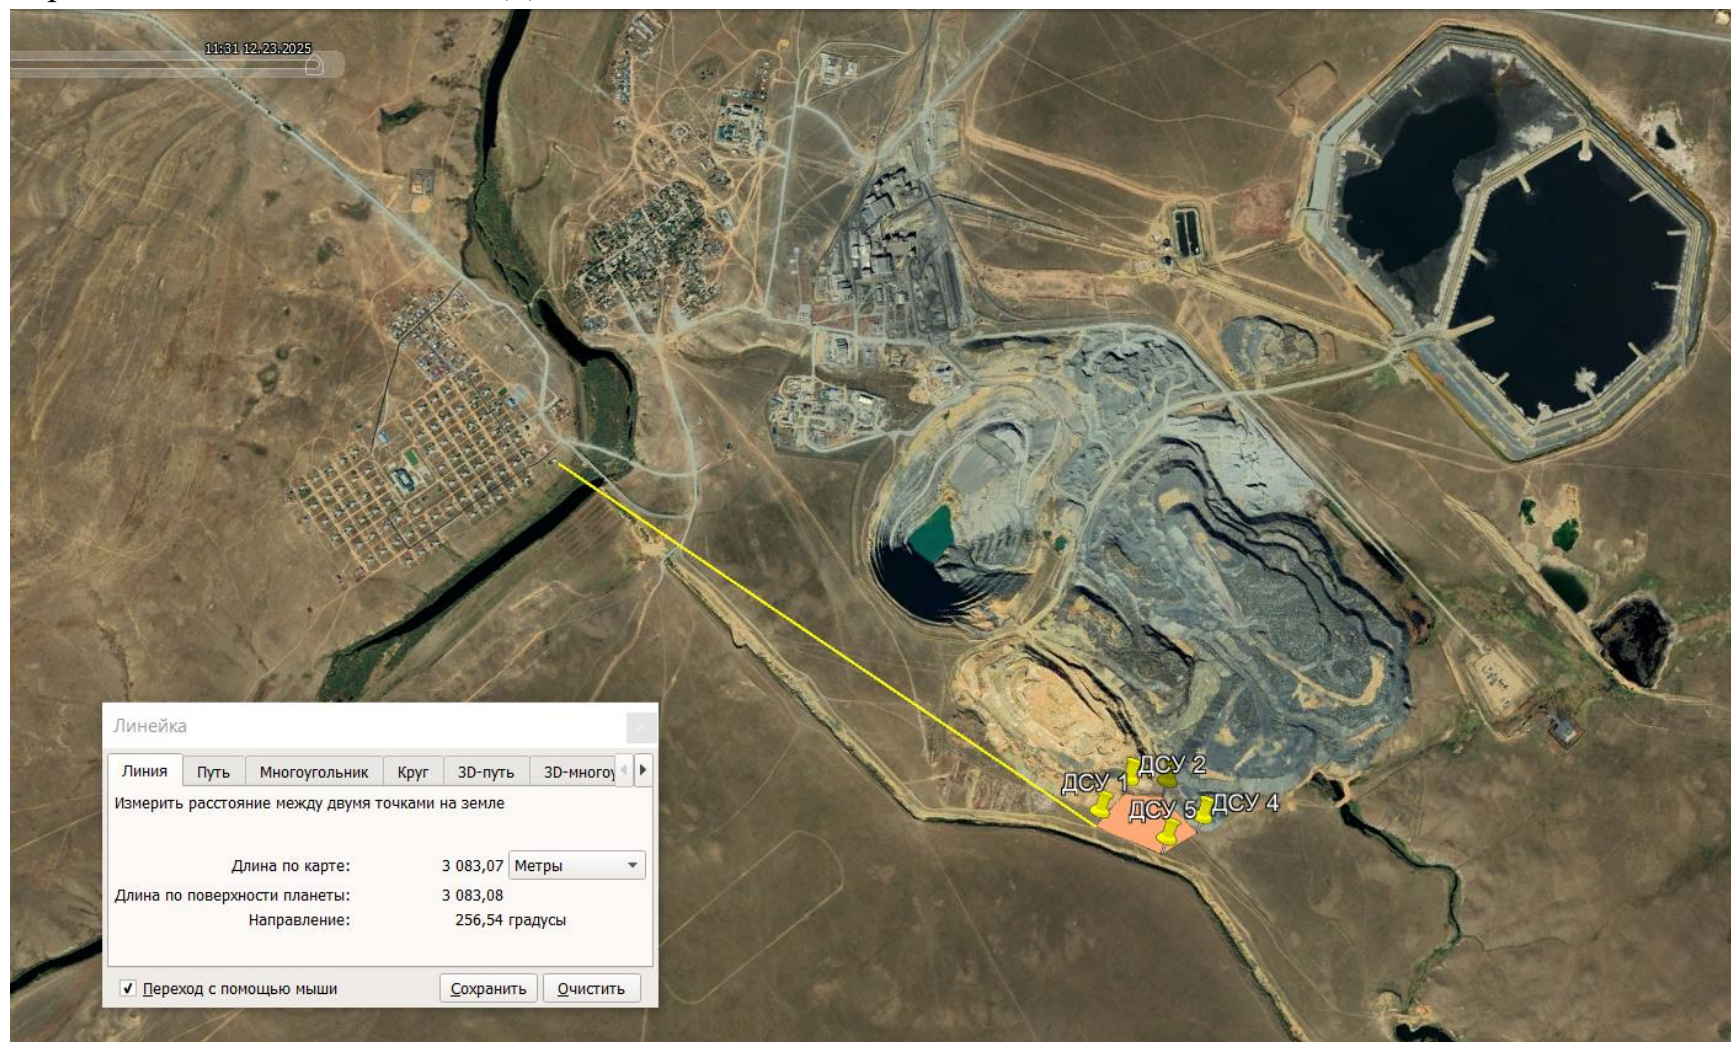 11:31 12.23.2025
Линейка
Линия Путь Многоугольник Круг 3D-путь 3D-многоу
Измерить расстояние между двумя точками на земле
Длина по карте: 3 083,07 Метры
Длина по поверхности планеты: 3 083,08
Направление: 256,54 градусы
Переход с помощью мыши Сохранить Очистить
ДСУ 1
ДСУ 2
ДСУ 5
ДСУ 4